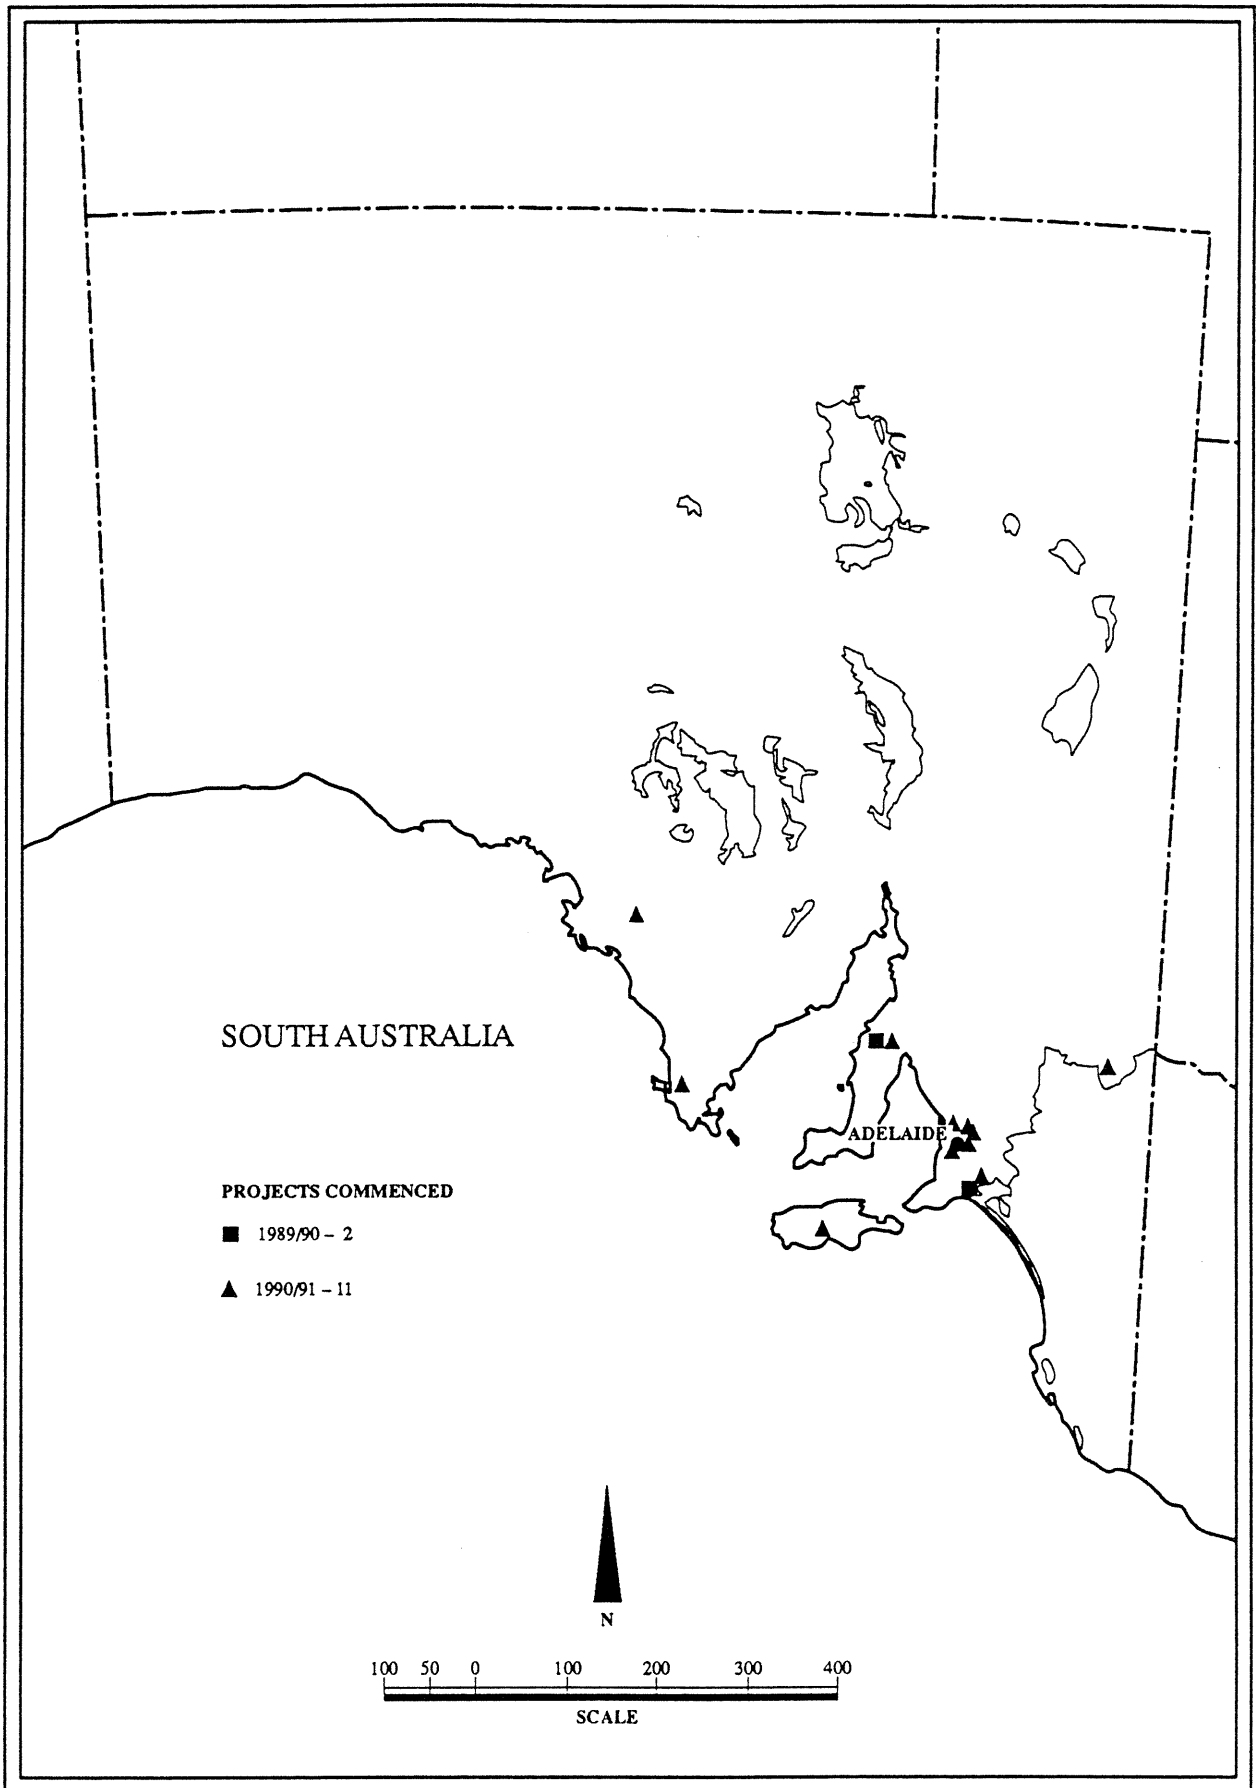 SOUTH AUSTRALIA
ADELAIDE
PROJECTS COMMENCED
1989/90 – 2
1990/91 – 11
N
100 50 0 100 200 300 400
SCALE